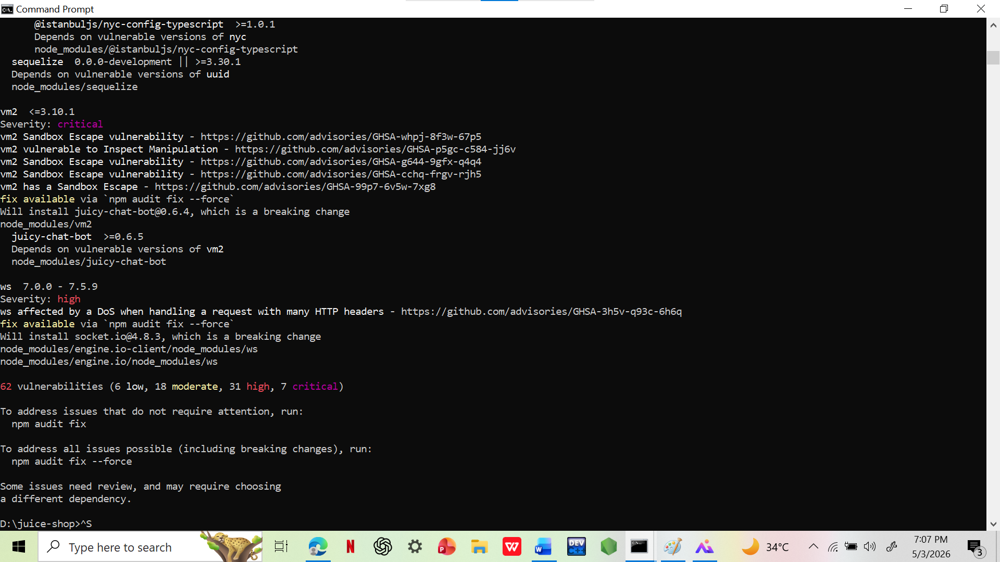 Command Prompt
@istanbuljs/nyc-config-typescript  >=1.0.1
Depends on vulnerable versions of nyc
node_modules/@istanbuljs/nyc-config-typescript
sequelize  0.0.0-development || >=3.30.1
Depends on vulnerable versions of uuid
node_modules/sequelize
vm2  <=3.10.1
Severity: critical
vm2 Sandbox Escape vulnerability - https://github.com/advisories/GHSA-whpj-8f3w-67p5
vm2 vulnerable to Inspect Manipulation - https://github.com/advisories/GHSA-p5gc-c584-jj6v
vm2 Sandbox Escape vulnerability - https://github.com/advisories/GHSA-g644-9gfx-q4q4
vm2 Sandbox Escape vulnerability - https://github.com/advisories/GHSA-cchq-frgv-rjh5
vm2 has a Sandbox Escape - https://github.com/advisories/GHSA-99p7-6v5w-7xg8
fix available via `npm audit fix --force`
Will install juicy-chat-bot@0.6.4, which is a breaking change
node_modules/vm2
juicy-chat-bot  >=0.6.5
Depends on vulnerable versions of vm2
node_modules/juicy-chat-bot
ws  7.0.0 - 7.5.9
Severity: high
ws affected by a DoS when handling a request with many HTTP headers - https://github.com/advisories/GHSA-3h5v-q93c-6h6q
fix available via `npm audit fix --force`
Will install socket.io@4.8.3, which is a breaking change
node_modules/engine.io-client/node_modules/ws
node_modules/engine.io/node_modules/ws
62 vulnerabilities (6 low, 18 moderate, 31 high, 7 critical)
To address issues that do not require attention, run:
npm audit fix
To address all issues possible (including breaking changes), run:
npm audit fix --force
Some issues need review, and may require choosing
a different dependency.
D:\juice-shop>^S
Type here to search
N
P
W
W
DEV
C++
34°C
7:07 PM
5/3/2026
3